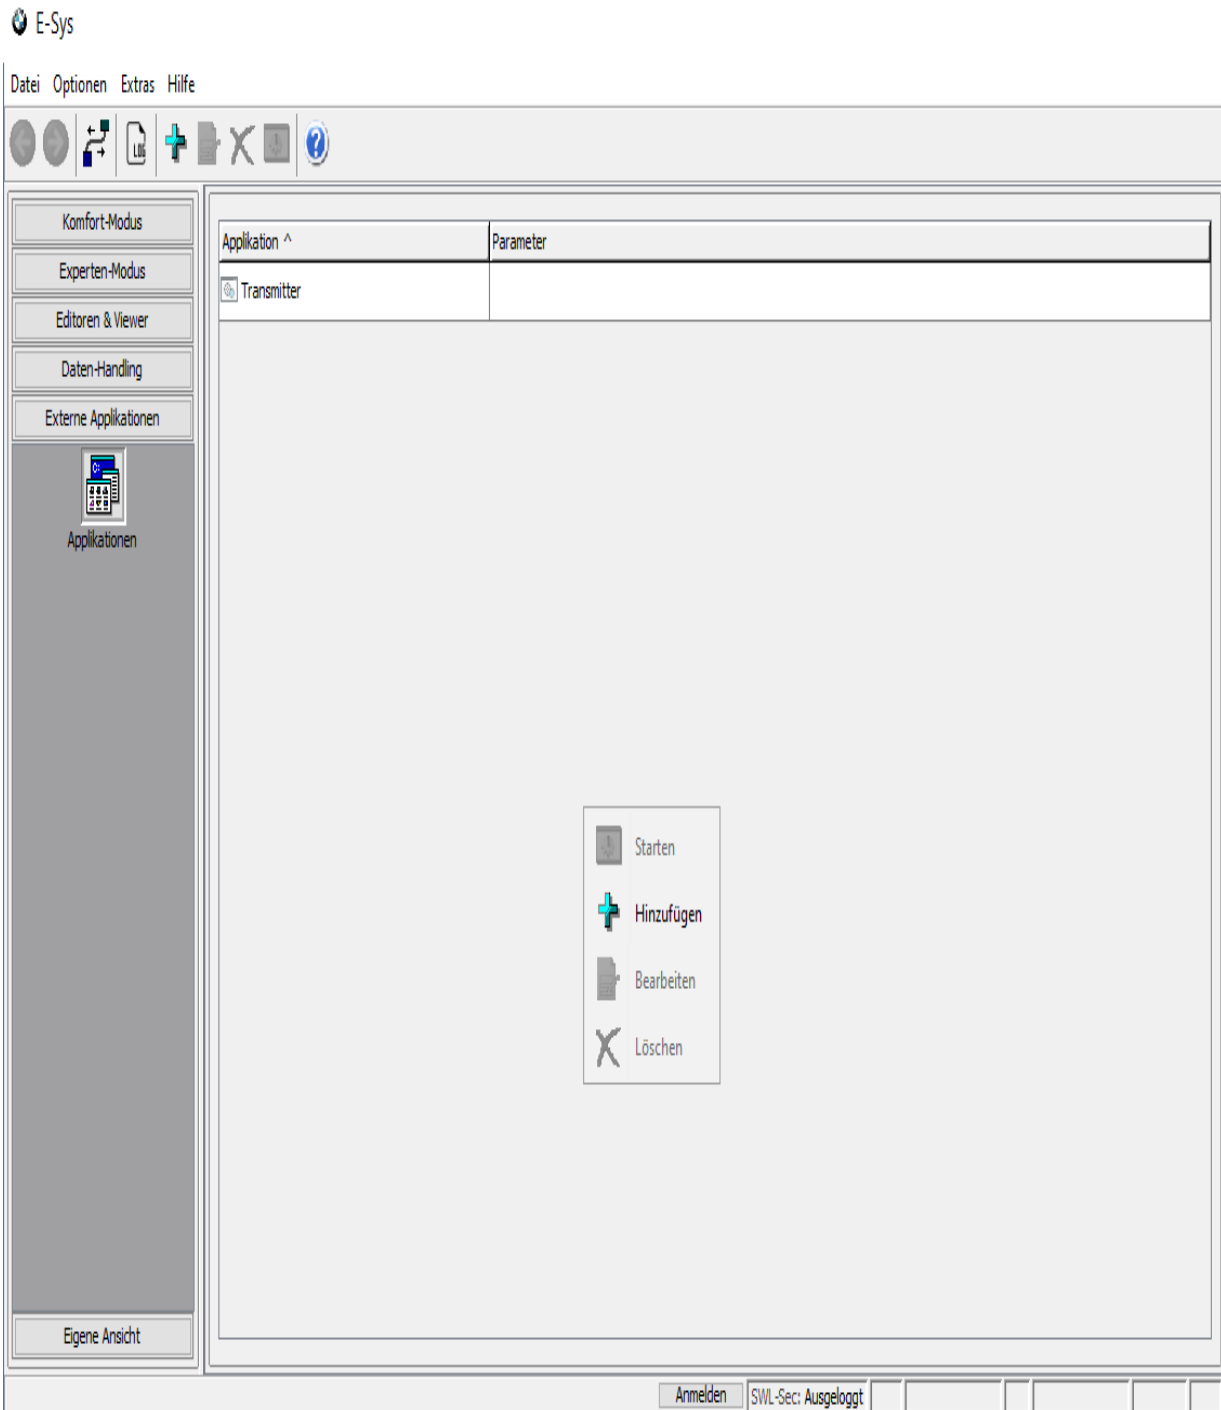 E-Sys
Datei Optionen Extras Hilfe
LOG
Komfort-Modus
Experten-Modus
Editoren & Viewer
Daten-Handling
Externe Applikationen
C:
Applikationen
Eigene Ansicht
Applikation ^ Parameter
Transmitter
Starten
Hinzufügen
Bearbeiten
Löschen
Anmelden SWL-Sec: Ausgeloggt